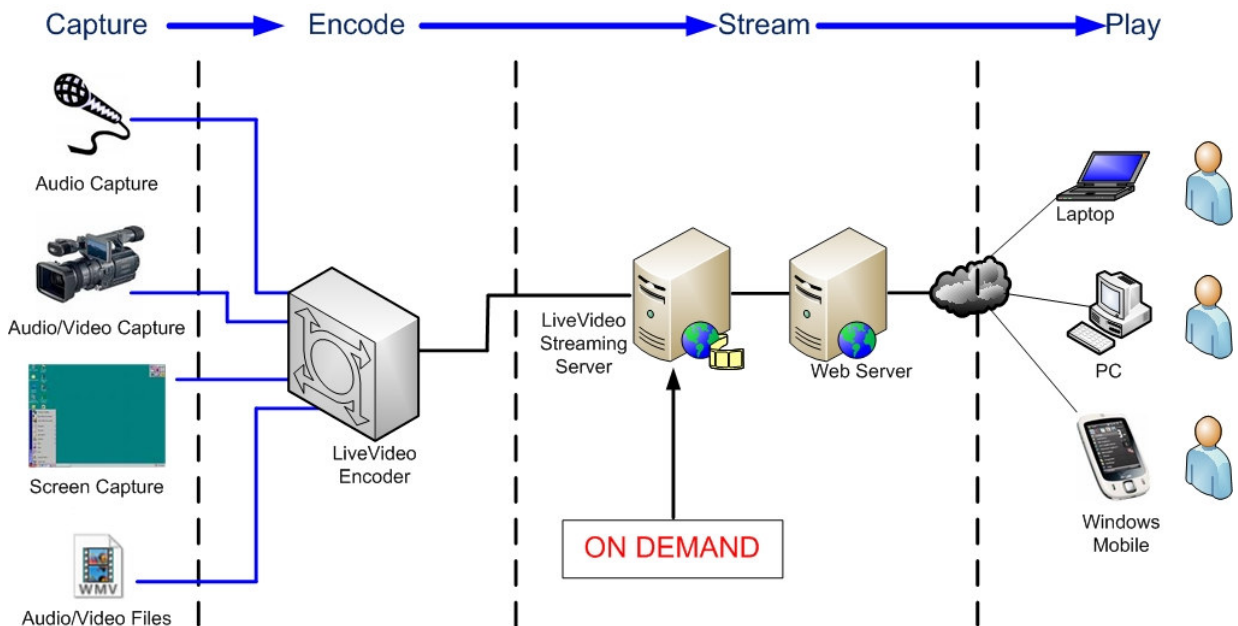 Capture
Encode
Stream
Play
Audio Capture
Audio/Video Capture
Screen Capture
WMV
Audio/Video Files
LiveVideo
Encoder
LiveVideo
Streaming
Server
Web Server
ON DEMAND
Laptop
PC
Windows
Mobile